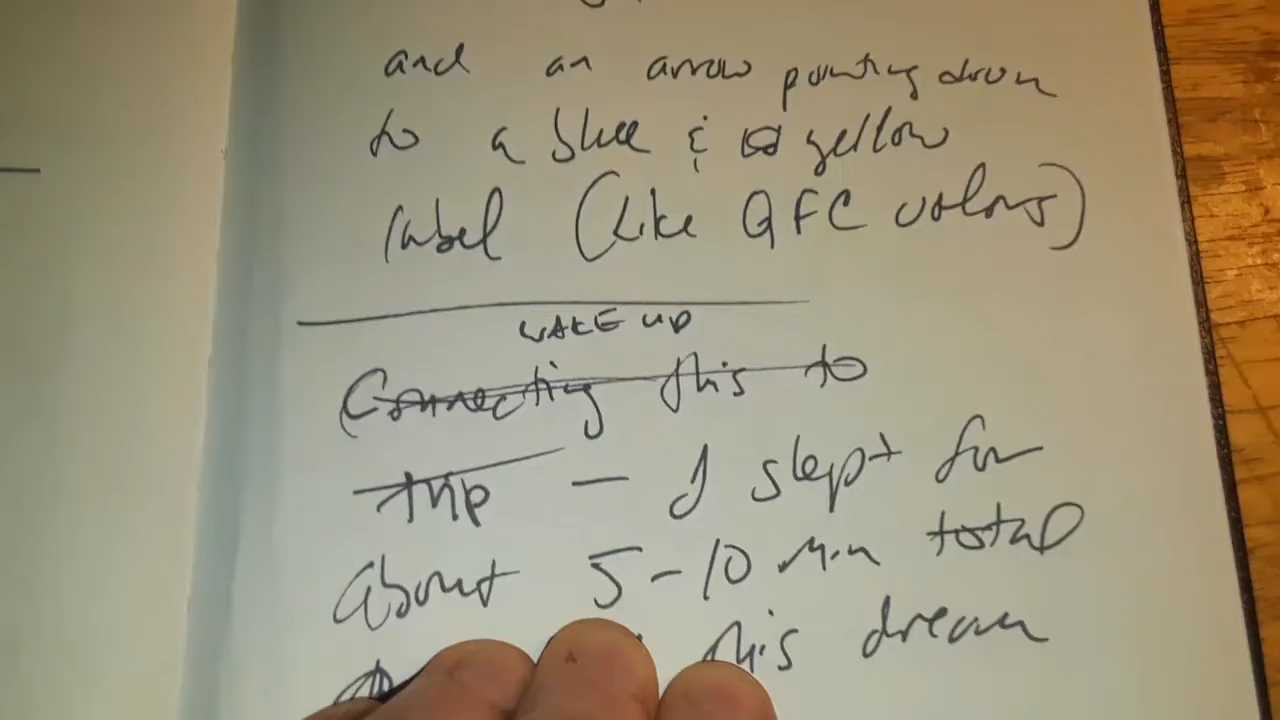 and an arrow pointing down
to a blue & yellow
label (like QFC colors)
WAKE UP
Connecting this to
trip - I slept for
about 5-10 min total
this dream